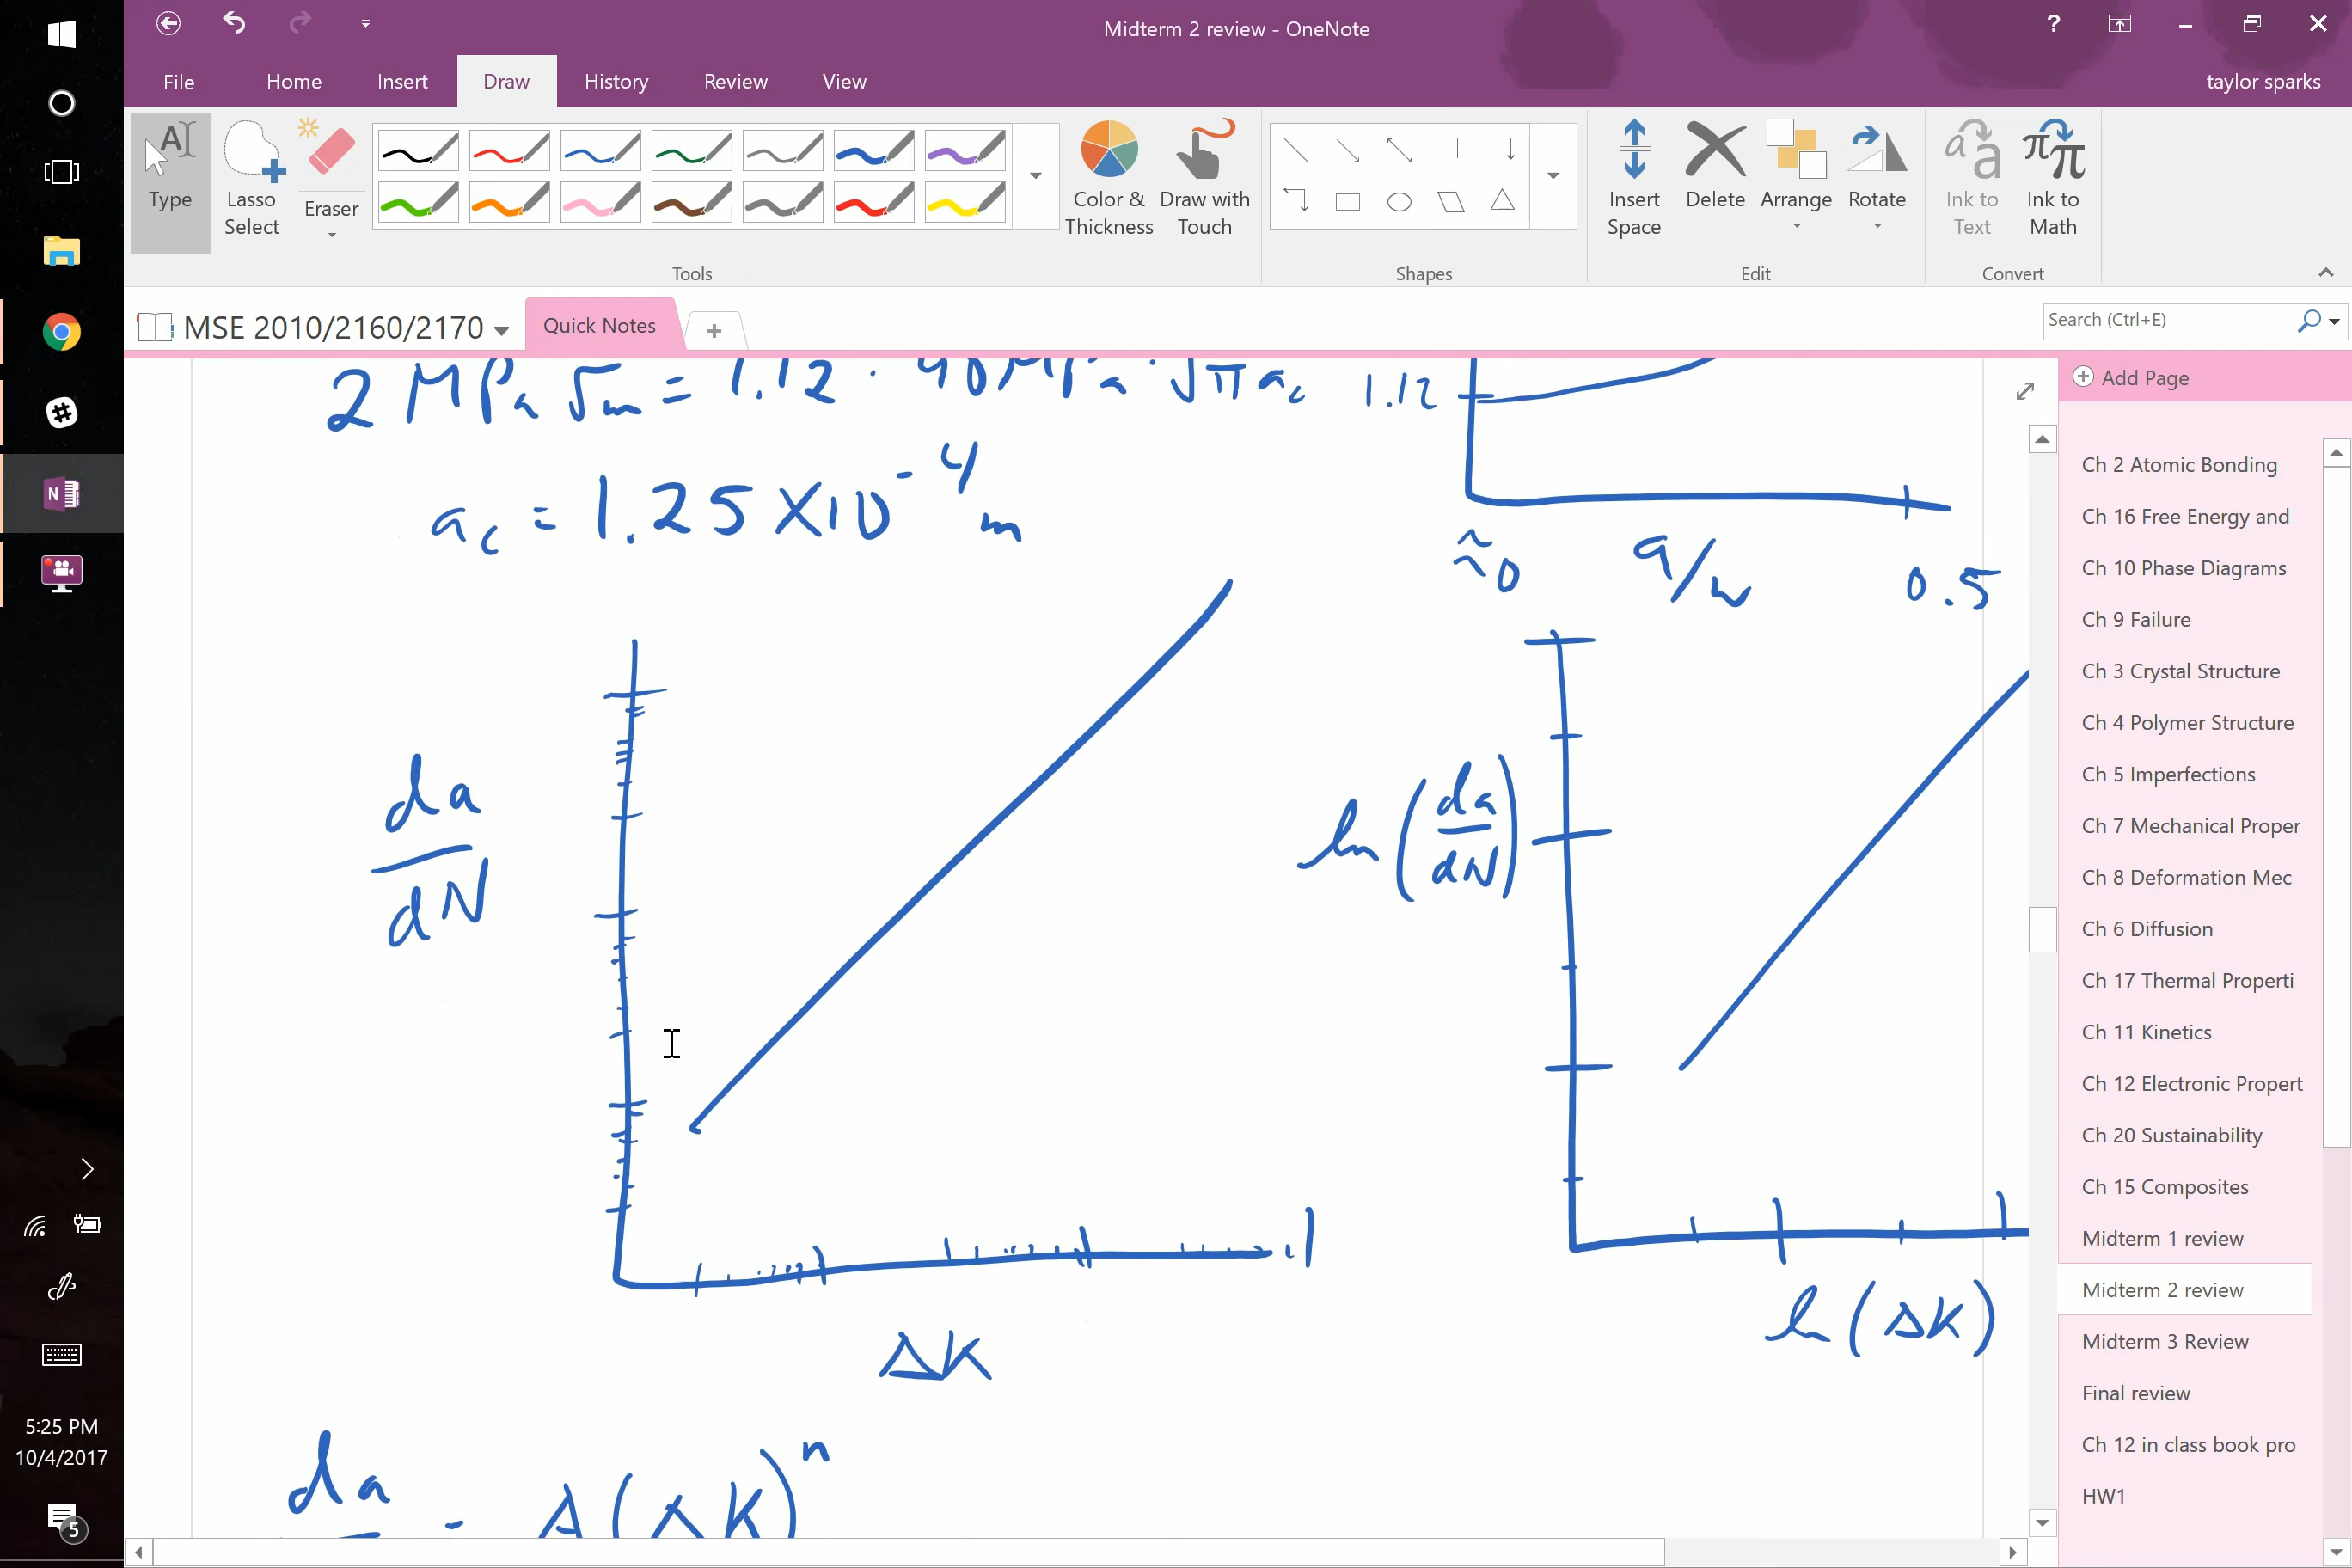 Midterm 2 review - OneNote
?
File Home Insert Draw History Review View
taylor sparks
Type
Lasso Select
Eraser
Color & Thickness
Draw with Touch
Insert Space
Delete
Arrange
Rotate
Ink to Text
Ink to Math
Tools
Shapes
Edit
Convert
MSE 2010/2160/2170
Quick Notes
+
Search (Ctrl+E)
Add Page
Ch 2 Atomic Bonding
Ch 16 Free Energy and
Ch 10 Phase Diagrams
Ch 9 Failure
Ch 3 Crystal Structure
Ch 4 Polymer Structure
Ch 5 Imperfections
Ch 7 Mechanical Proper
Ch 8 Deformation Mec
Ch 6 Diffusion
Ch 17 Thermal Properti
Ch 11 Kinetics
Ch 12 Electronic Propert
Ch 20 Sustainability
Ch 15 Composites
Midterm 1 review
Midterm 2 review
Midterm 3 Review
Final review
Ch 12 in class book pro
HW1
2 MPa √m = 1.12 · 40 MPa · √π a_c
a_c = 1.25 X10^-4 m
1.12
≈0
a/w
0.5
da
dN
ΔK
ln(da/dN)
ln(ΔK)
da
= A(ΔK)^n
5:25 PM
10/4/2017
5